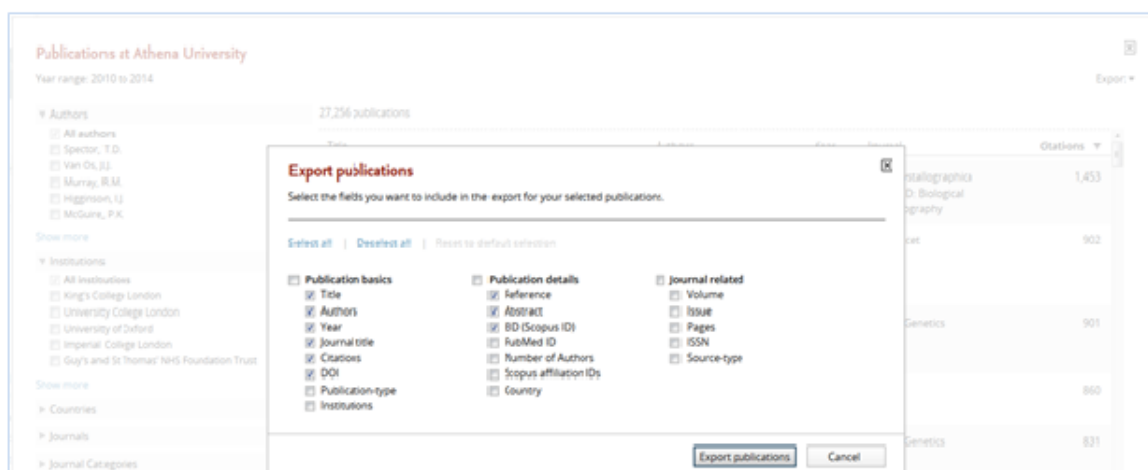 Publications at Athena University
Year range: 2010 to 2014
Export
Authors
27,256 publications
All authors
Spector, T.D.
Van Os, J.J.
Murray, R.M.
Higginson, I.J.
McGuire, P.K.
Show more
Institutions
All institutions
King's College London
University College London
University of Oxford
Imperial College London
Guy's and St Thomas' NHS Foundation Trust
Show more
Countries
Journals
Journal Categories
Citations
1,453
D: Biological
902
Genetics 901
860
Genetics 831
Export publications
Select the fields you want to include in the export for your selected publications.
Select all | Deselect all | Reset to default selection
Publication basics
Title
Authors
Year
Journal title
Citations
DOI
Publication-type
Institutions
Publication details
Reference
Abstract
BD (Scopus ID)
PubMed ID
Number of Authors
Scopus affiliation IDs
Country
Journal related
Volume
Issue
Pages
ISSN
Source-type
Export publications
Cancel